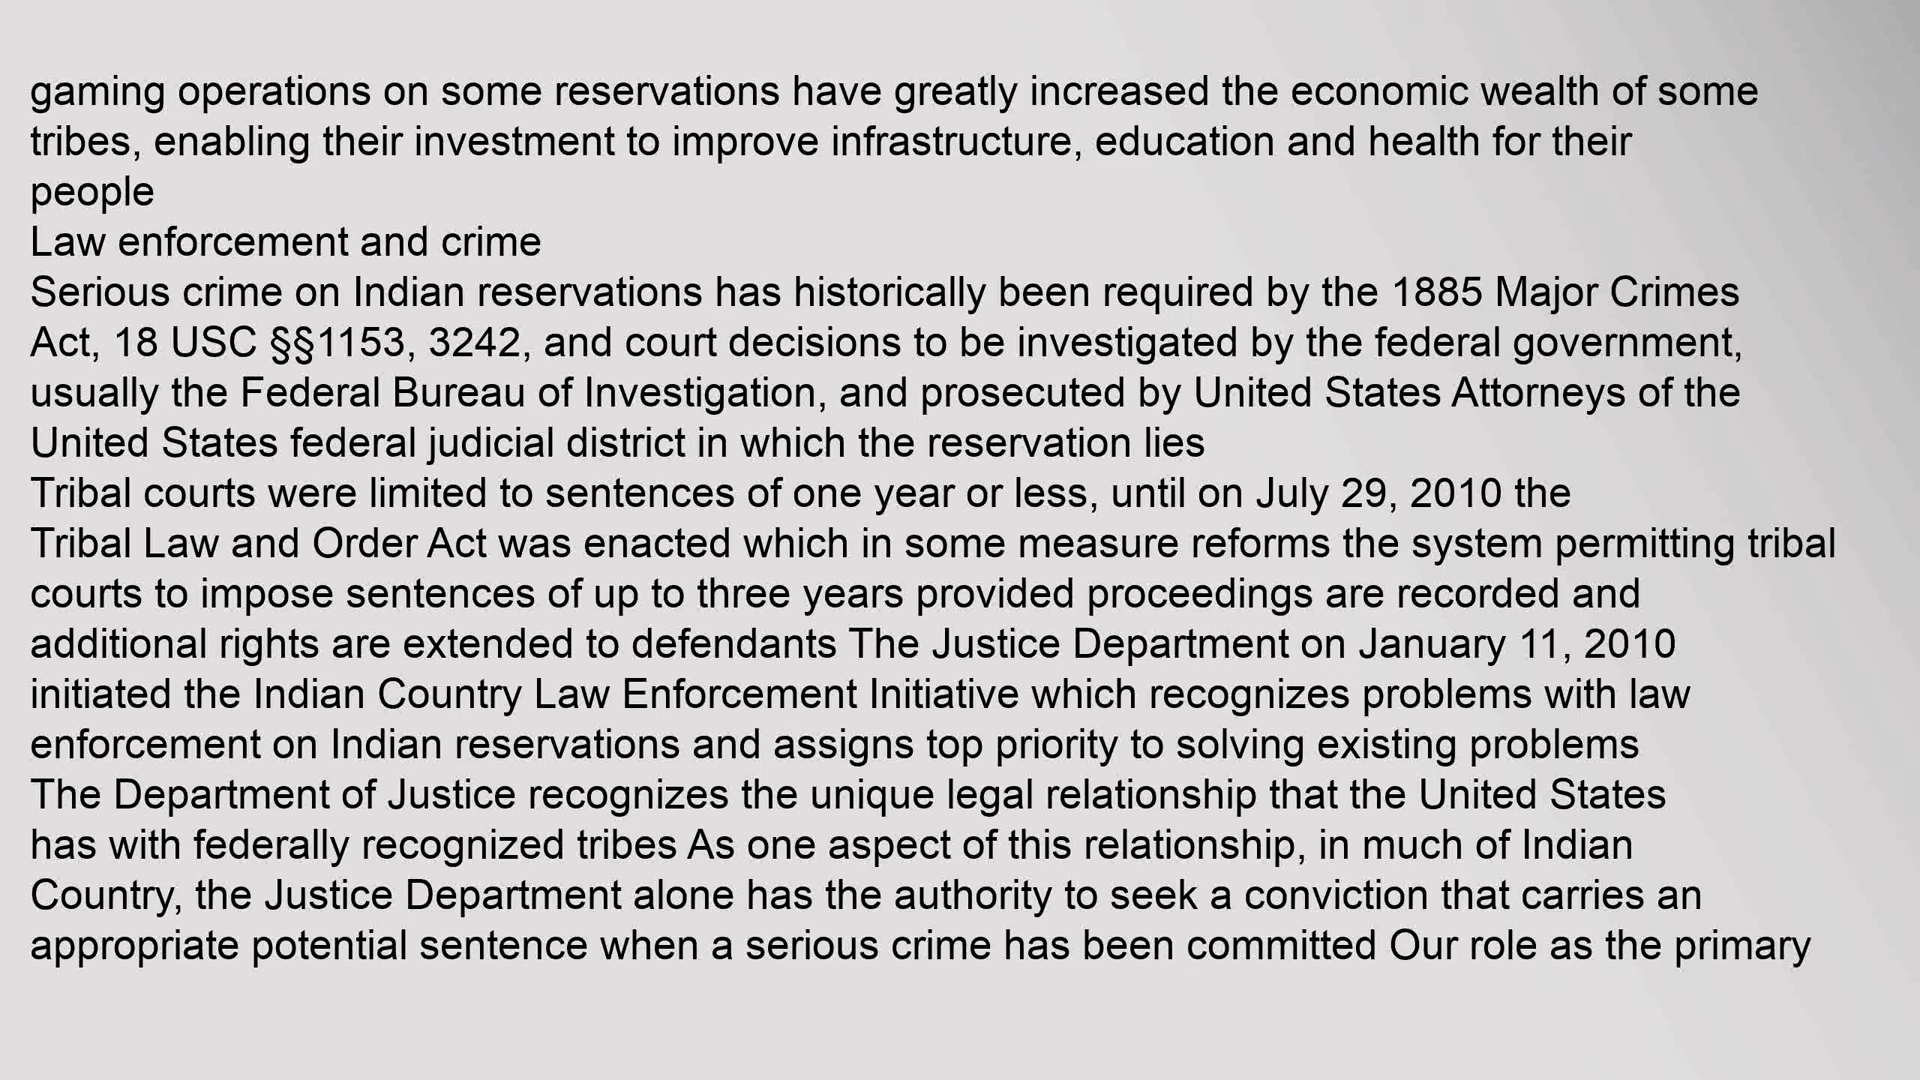 gaming operations on some reservations have greatly increased the economic wealth of some
tribes, enabling their investment to improve infrastructure, education and health for their
people
Law enforcement and crime
Serious crime on Indian reservations has historically been required by the 1885 Major Crimes
Act, 18 USC §§1153, 3242, and court decisions to be investigated by the federal government,
usually the Federal Bureau of Investigation, and prosecuted by United States Attorneys of the
United States federal judicial district in which the reservation lies
Tribal courts were limited to sentences of one year or less, until on July 29, 2010 the
Tribal Law and Order Act was enacted which in some measure reforms the system permitting tribal
courts to impose sentences of up to three years provided proceedings are recorded and
additional rights are extended to defendants The Justice Department on January 11, 2010
initiated the Indian Country Law Enforcement Initiative which recognizes problems with law
enforcement on Indian reservations and assigns top priority to solving existing problems
The Department of Justice recognizes the unique legal relationship that the United States
has with federally recognized tribes As one aspect of this relationship, in much of Indian
Country, the Justice Department alone has the authority to seek a conviction that carries an
appropriate potential sentence when a serious crime has been committed Our role as the primary